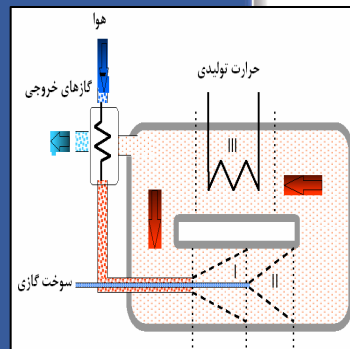 هوا
گازهای خروجی
حرارت تولیدی
III
I
II
سوخت گازی